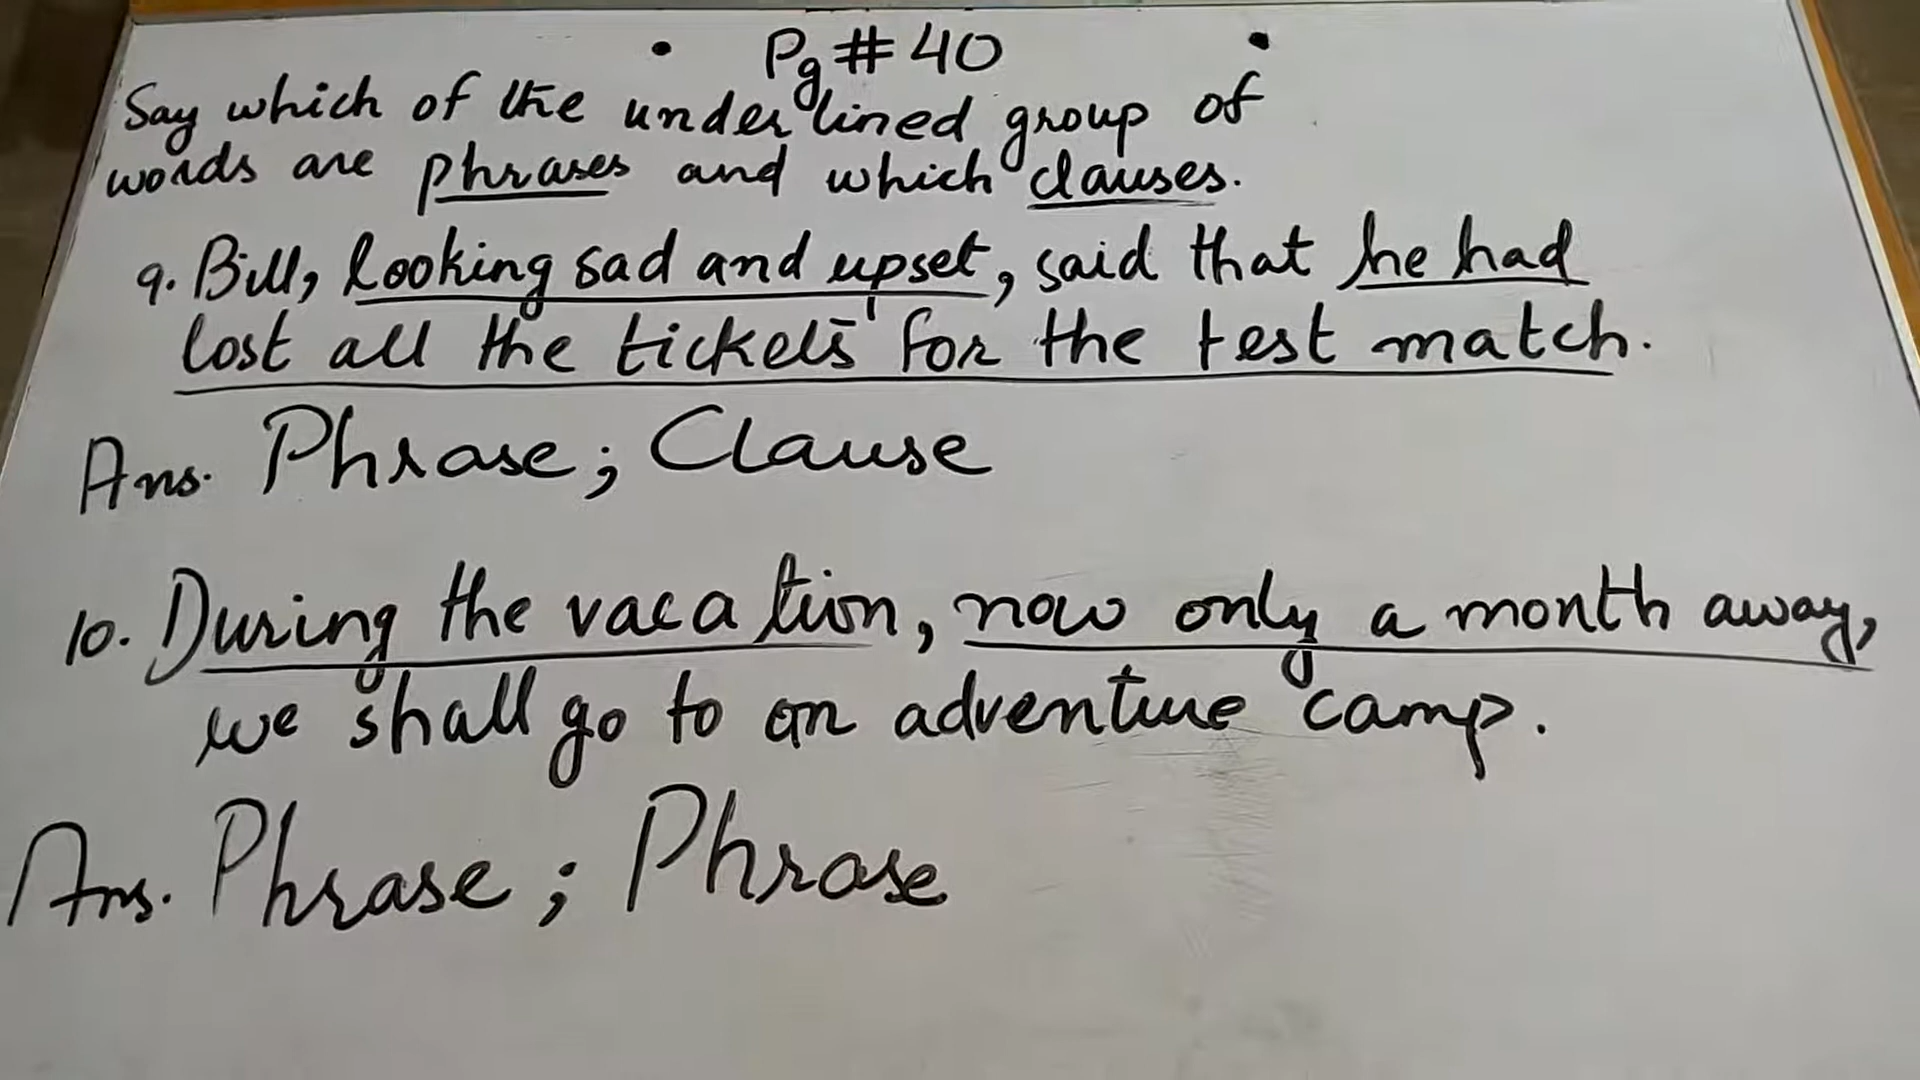 Pg # 40
Say which of the underlined group of
words are phrases and which clauses.
9. Bill, looking sad and upset, said that he had
lost all the tickets for the test match.
Ans. Phrase; Clause
10. During the vacation, now only a month away,
we shall go to an adventure camp.
Ans. Phrase; Phrase